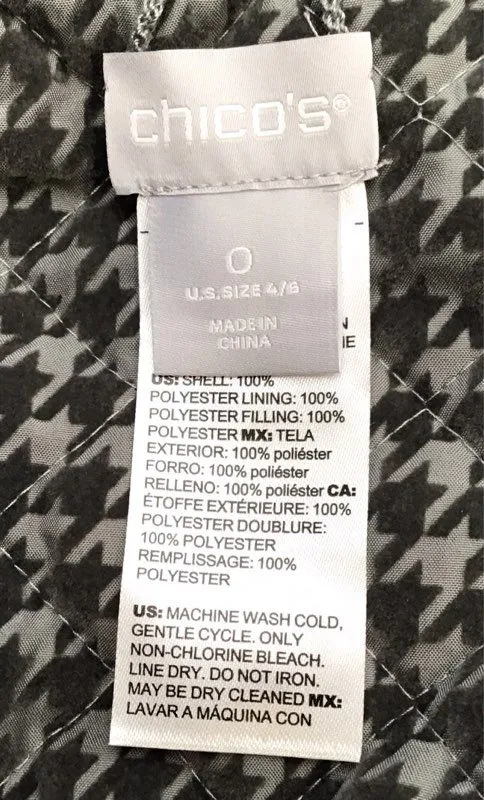 chico's®
0
U.S. SIZE 4/6
MADE IN
CHINA
N
IE
US: SHELL: 100%
POLYESTER LINING: 100%
POLYESTER FILLING: 100%
POLYESTER MX: TELA
EXTERIOR: 100% poliéster
FORRO: 100% poliéster
RELLENO: 100% poliéster CA:
ÉTOFFE EXTÉRIEURE: 100%
POLYESTER DOUBLURE:
100% POLYESTER
REMPLISSAGE: 100%
POLYESTER
US: MACHINE WASH COLD,
GENTLE CYCLE. ONLY
NON-CHLORINE BLEACH.
LINE DRY. DO NOT IRON.
MAY BE DRY CLEANED MX:
LAVAR A MÁQUINA CON